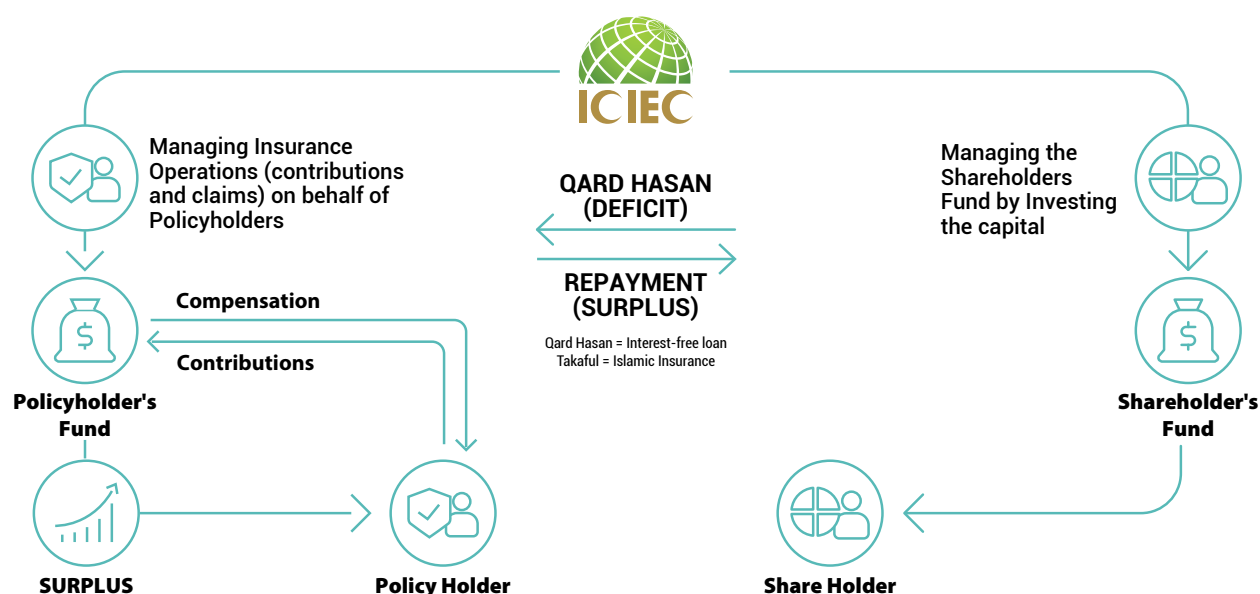 ICIEC
Managing Insurance
Operations (contributions
and claims) on behalf of
Policyholders
QARD HASAN
(DEFICIT)
REPAYMENT
(SURPLUS)
Qard Hasan = Interest-free loan
Takaful = Islamic Insurance
Managing the
Shareholders
Fund by Investing
the capital
$
Compensation
Contributions
Policyholder's
Fund
$
Shareholder's
Fund
SURPLUS
Policy Holder
Share Holder